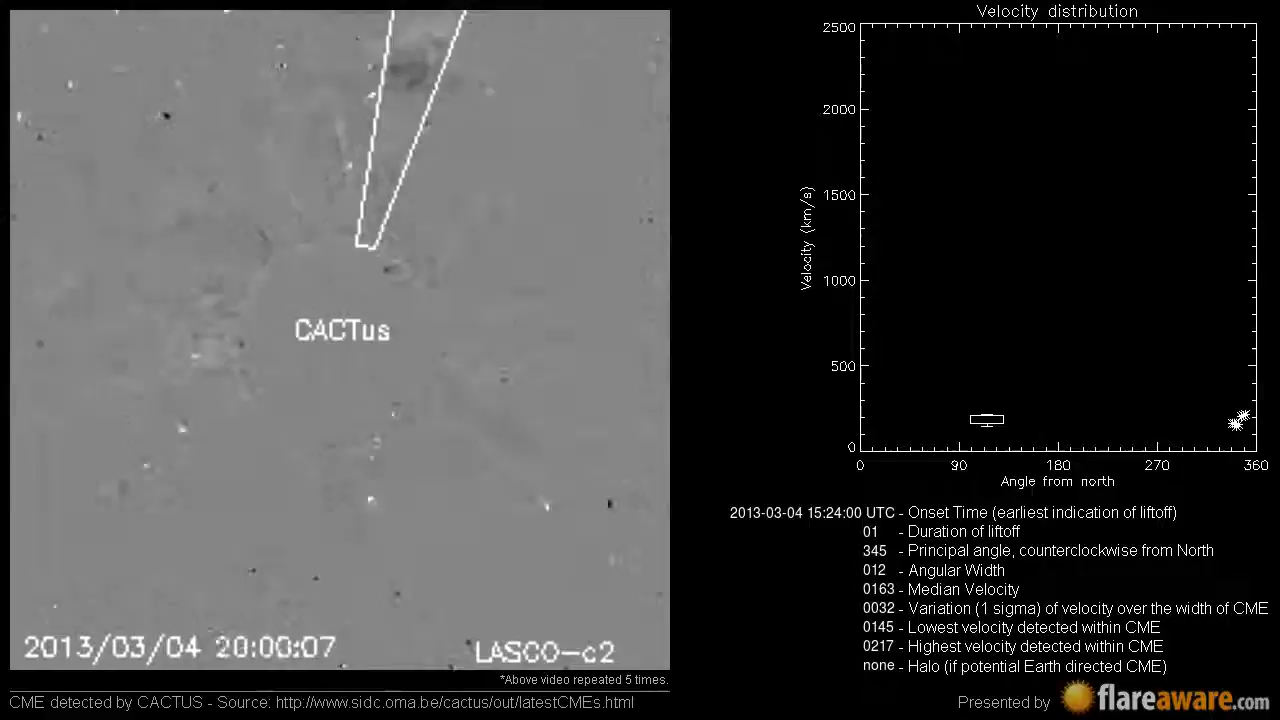 CACTus
2013/03/04 20:00:07
LASCO-c2
*Above video repeated 5 times.
CME detected by CACTUS - Source: http://www.sidc.oma.be/cactus/out/latestCMEs.html
Velocity distribution
Velocity (km/s)
2500
2000
1500
1000
500
0
0 90 180 270 360
Angle from north
2013-03-04 15:24:00 UTC - Onset Time (earliest indication of liftoff)
01 - Duration of liftoff
345 - Principal angle, counterclockwise from North
012 - Angular Width
0163 - Median Velocity
0032 - Variation (1 sigma) of velocity over the width of CME
0145 - Lowest velocity detected within CME
0217 - Highest velocity detected within CME
none - Halo (if potential Earth directed CME)
Presented by flareaware.com